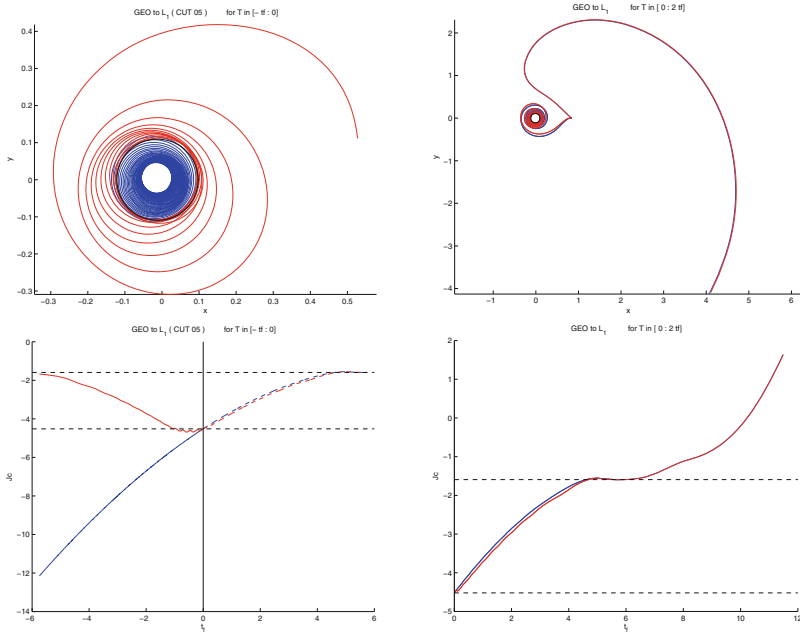 GEO to L1 ( CUT 05 ) for T in [− tf : 0]
0.4
0.3
0.2
0.1
0
−0.1
−0.2
−0.3
y
−0.3 −0.2 −0.1 0 0.1 0.2 0.3 0.4 0.5
x
GEO to L1 for T in [ 0 : 2 tf]
2
1
0
−1
−2
−3
−4
y
−1 0 1 2 3 4 5 6
x
GEO to L1 ( CUT 05 ) for T in [− tf : 0]
0
−2
−4
−6
−8
−10
−12
−14
Jc
−6 −4 −2 0 2 4 6
tf
GEO to L1 for T in [ 0 : 2 tf]
2
1
0
−1
−2
−3
−4
−5
Jc
0 2 4 6 8 10 12
tf